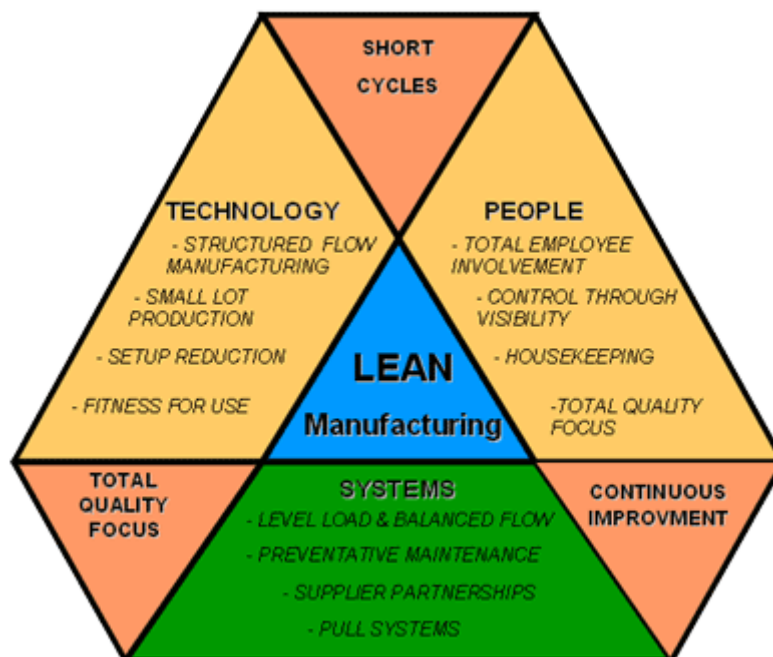 SHORT
CYCLES
TECHNOLOGY
- STRUCTURED FLOW
MANUFACTURING
- SMALL LOT
PRODUCTION
- SETUP REDUCTION
- FITNESS FOR USE
PEOPLE
- TOTAL EMPLOYEE
INVOLVEMENT
- CONTROL THROUGH
VISIBILITY
- HOUSEKEEPING
-TOTAL QUALITY
FOCUS
LEAN
Manufacturing
TOTAL
QUALITY
FOCUS
SYSTEMS
- LEVEL LOAD & BALANCED FLOW
- PREVENTATIVE MAINTENANCE
- SUPPLIER PARTNERSHIPS
- PULL SYSTEMS
CONTINUOUS
IMPROVMENT